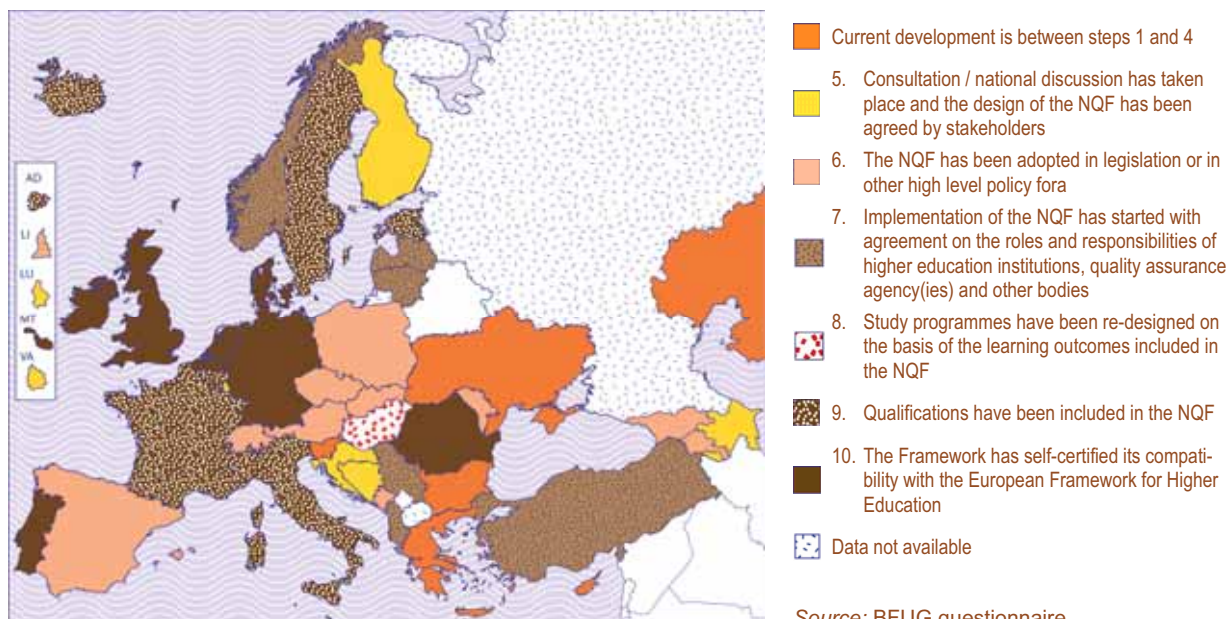 AD
LI
LU
MT
VA
Current development is between steps 1 and 4
5. Consultation / national discussion has taken
place and the design of the NQF has been
agreed by stakeholders
6. The NQF has been adopted in legislation or in
other high level policy fora
7. Implementation of the NQF has started with
agreement on the roles and responsibilities of
higher education institutions, quality assurance
agency(ies) and other bodies
8. Study programmes have been re-designed on
the basis of the learning outcomes included in
the NQF
9. Qualifications have been included in the NQF
10. The Framework has self-certified its compati-
bility with the European Framework for Higher
Education
Data not available
Source: BFUG questionnaire